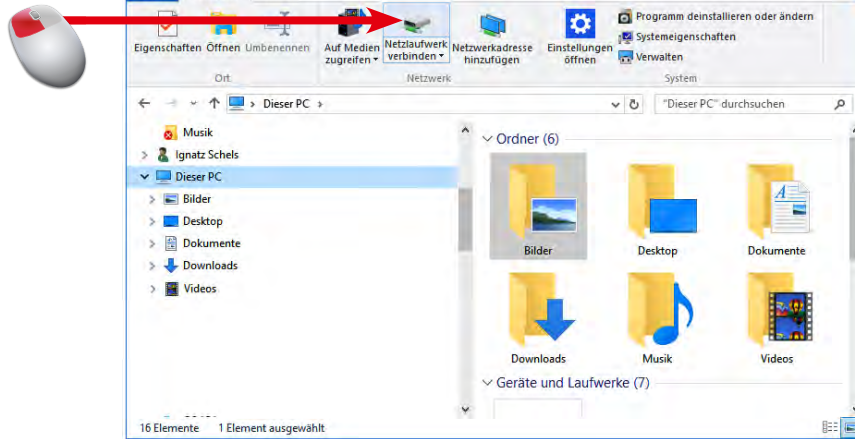 Programm deinstallieren oder ändern
Systemeigenschaften
Verwalten
Eigenschaften Öffnen Umbenennen
Auf Medien zugreifen
Netzlaufwerk verbinden
Netzwerkadresse hinzufügen
Einstellungen öffnen
Ort
Netzwerk
System
Dieser PC
"Dieser PC" durchsuchen
Musik
Ignatz Schels
Dieser PC
Bilder
Desktop
Dokumente
Downloads
Videos
Ordner (6)
Bilder
Desktop
Dokumente
Downloads
Musik
Videos
Geräte und Laufwerke (7)
16 Elemente 1 Element ausgewählt